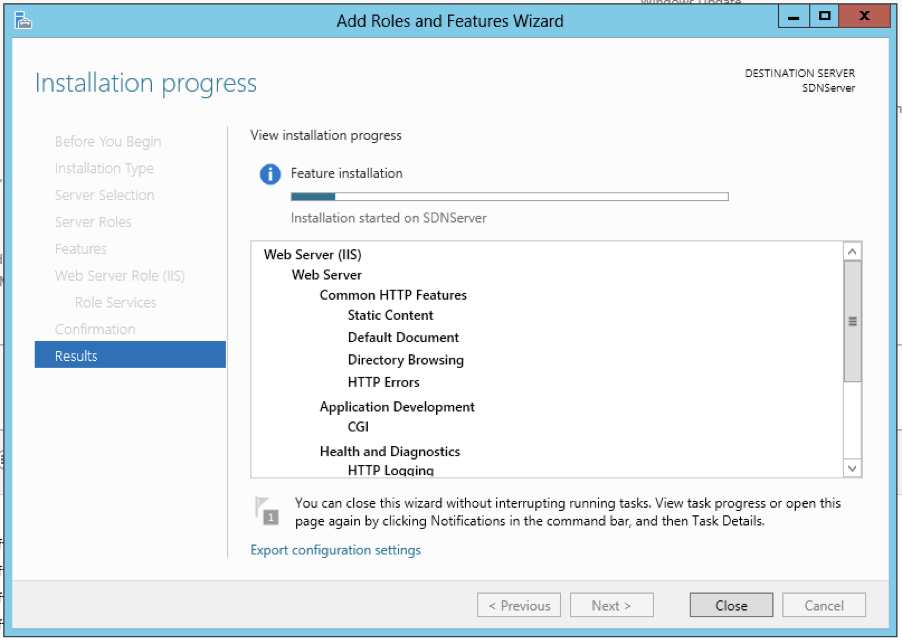 Add Roles and Features Wizard
Installation progress
DESTINATION SERVER
SDNServer
Before You Begin
Installation Type
Server Selection
Server Roles
Features
Web Server Role (IIS)
Role Services
Confirmation
Results
View installation progress
Feature installation
Installation started on SDNServer
Web Server (IIS)
Web Server
Common HTTP Features
Static Content
Default Document
Directory Browsing
HTTP Errors
Application Development
CGI
Health and Diagnostics
HTTP Logging
1
You can close this wizard without interrupting running tasks. View task progress or open this
page again by clicking Notifications in the command bar, and then Task Details.
Export configuration settings
< Previous
Next >
Close
Cancel